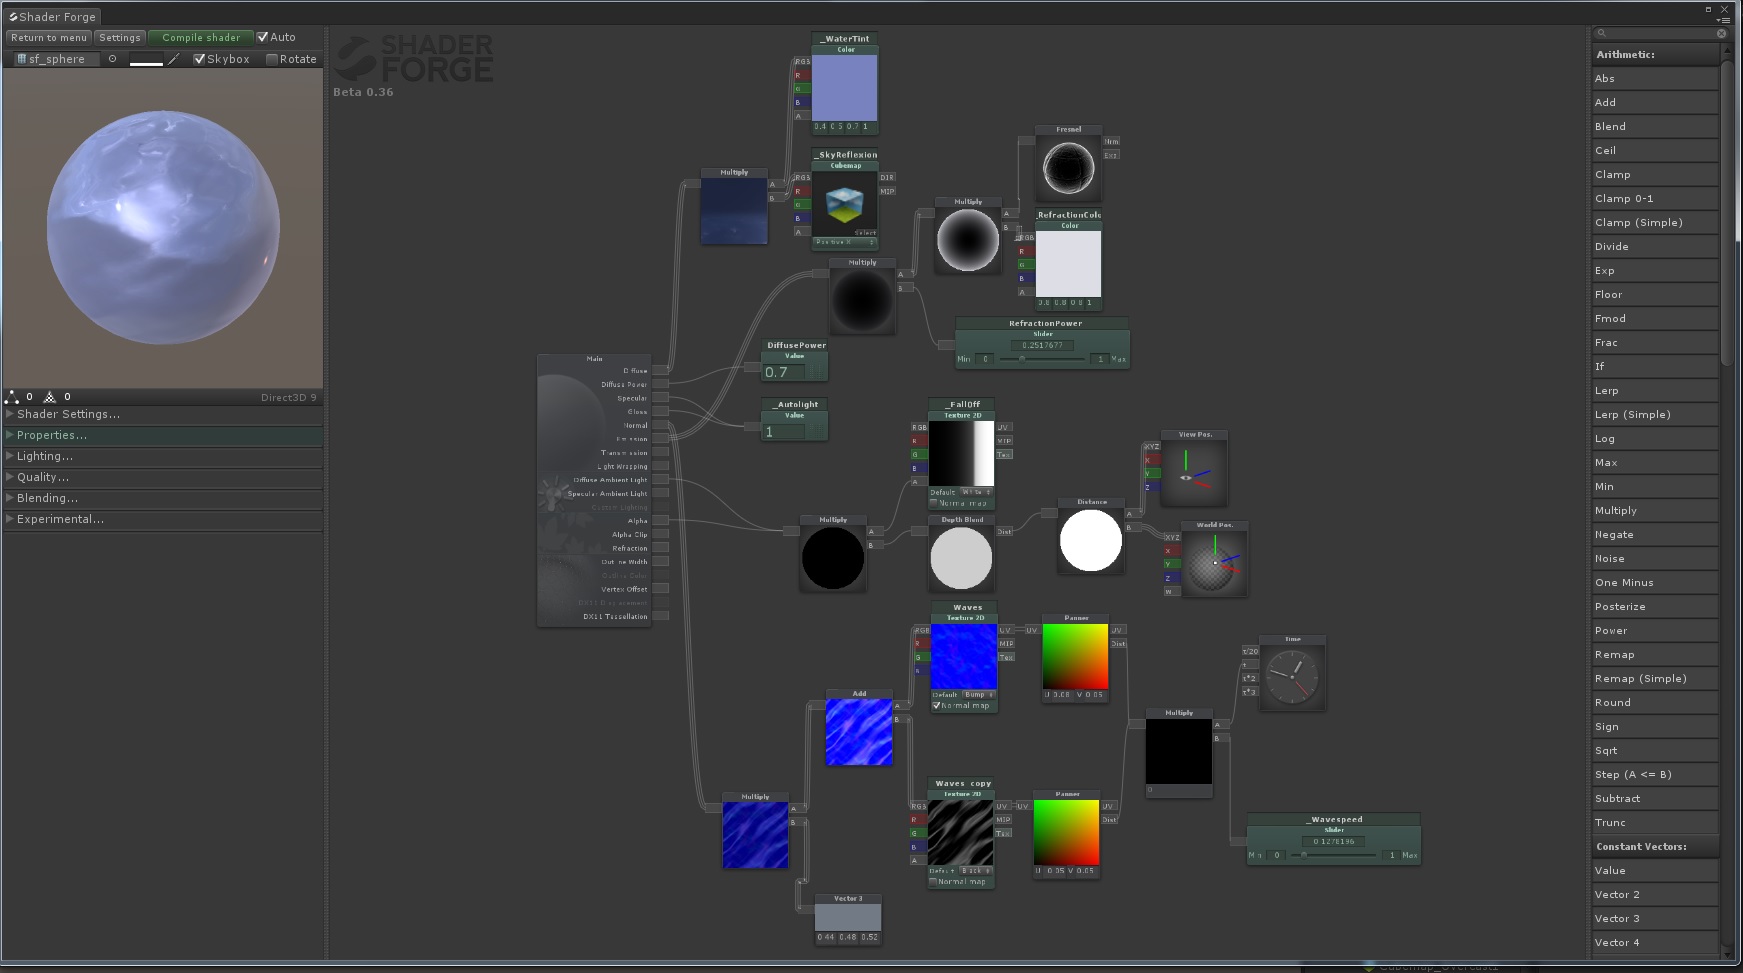 Shader Forge
Return to menu Settings Compile shader Auto
sf_sphere Skybox Rotate
0 0 Direct3D 9
Shader Settings...
Properties...
Lighting...
Quality...
Blending...
Experimental...
SHADER
FORGE
Beta 0.36
_WaterTint
Color
RGB
R
G
B
A
0.4 0.5 0.7 1
_SkyReflexion
Cubemap
RGB DIR
R MIP
G
B
A Select
Positive X
Multiply
A
B
Fresnel
Nrm
Exp
Multiply
A
B
_RefractionColo
Color
RGB
R
G
B
A
0.8 0.8 0.8 1
Multiply
A
B
RefractionPower
Slider
0.2517677
Min 0 1 Max
DiffusePower
Value
0.7
_Autolight
Value
1
Main
Diffuse
Diffuse Power
Specular
Gloss
Normal
Emission
Transmission
Light Wrapping
Diffuse Ambient Light
Specular Ambient Light
Custom Lighting
Alpha
Alpha Clip
Refraction
Outline Width
Outline Color
Vertex Offset
DX11 Displacement
DX11 Tessellation
_FallOff
Texture 2D
RGB UV
R MIP
G Tex
B
A
Default White
Normal map
Multiply
A
B
Depth Blend
Dist
Distance
A
B
View Pos.
XYZ
X
Y
Z
World Pos.
XYZ
X
Y
Z
W
Waves
Texture 2D
RGB UV
R MIP
G Tex
B
Default Bump
Normal map
Panner
UV UV
Dist
U 0.08 V 0.05
Add
A
B
Time
t/20
t
t*2
t*3
Multiply
A
B
0
Waves copy
Texture 2D
RGB UV
R MIP
G Tex
B
A
Default Black
Normal map
Panner
UV UV
Dist
U 0.05 V 0.05
Multiply
A
B
_Wavespeed
Slider
0.1278196
Min 0 1 Max
Vector 3
0.44 0.48 0.52
Arithmetic:
Abs
Add
Blend
Ceil
Clamp
Clamp 0-1
Clamp (Simple)
Divide
Exp
Floor
Fmod
Frac
If
Lerp
Lerp (Simple)
Log
Max
Min
Multiply
Negate
Noise
One Minus
Posterize
Power
Remap
Remap (Simple)
Round
Sign
Sqrt
Step (A <= B)
Subtract
Trunc
Constant Vectors:
Value
Vector 2
Vector 3
Vector 4